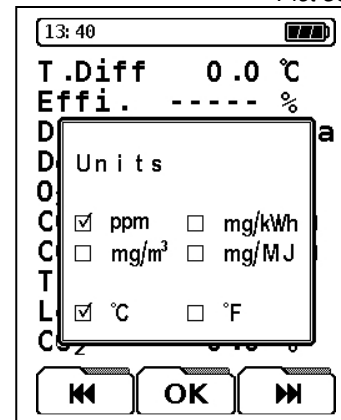 13:40
T.Diff 0.0 °C
Effi. ----- %
D a
D
O
C
C
T
L
C
Units
☑ ppm ☐ mg/kWh
☐ mg/m³ ☐ mg/MJ
☑ °C ☐ °F
OK